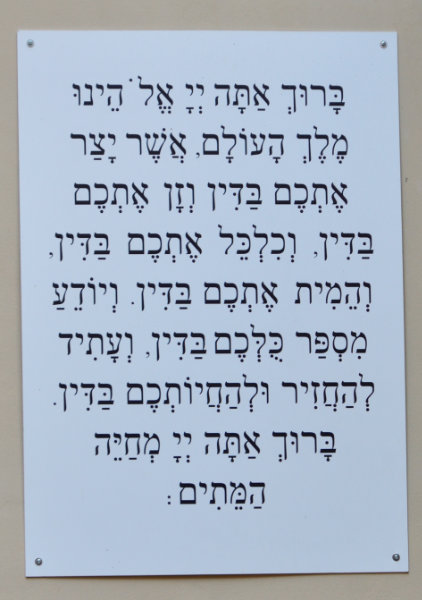 בָּרוּךְ אַתָּה יְיָ אֱלֹהֵינוּ
מֶלֶךְ הָעוֹלָם, אֲשֶׁר יָצַר
אֶתְכֶם בַּדִּין וְזָן אֶתְכֶם
בַּדִּין, וְכִלְכֵּל אֶתְכֶם בַּדִּין,
וְהֵמִית אֶתְכֶם בַּדִּין. וְיוֹדֵעַ
מִסְפַּר כֻּלְּכֶם בַּדִּין, וְעָתִיד
לְהַחֲזִיר וּלְהַחֲיוֹתְכֶם בַּדִּין.
בָּרוּךְ אַתָּה יְיָ מְחַיֵּה
הַמֵּתִים: